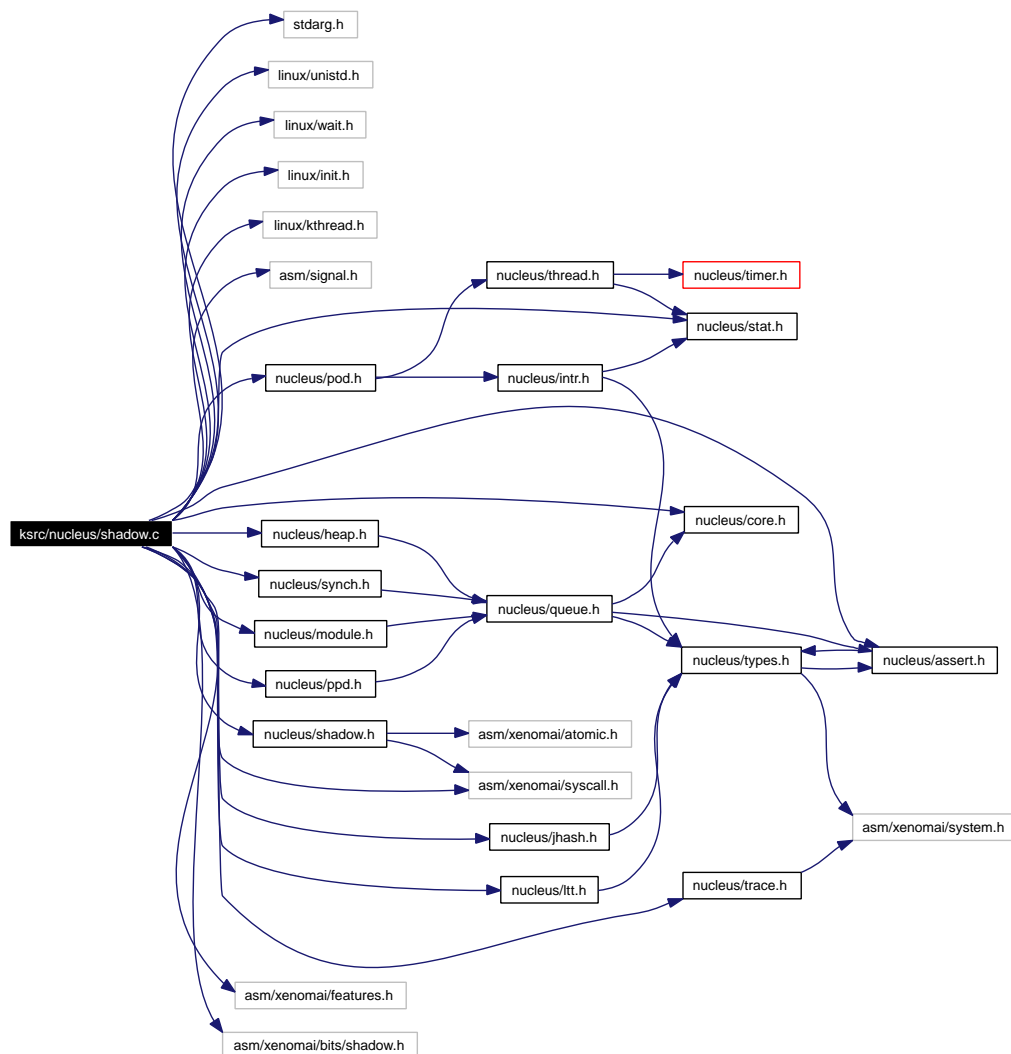 stdarg.h
linux/unistd.h
linux/wait.h
linux/init.h
linux/kthread.h
asm/signal.h
nucleus/thread.h
nucleus/timer.h
nucleus/stat.h
nucleus/pod.h
nucleus/intr.h
ksrc/nucleus/shadow.c
nucleus/heap.h
nucleus/core.h
nucleus/synch.h
nucleus/queue.h
nucleus/module.h
nucleus/types.h
nucleus/assert.h
nucleus/ppd.h
nucleus/shadow.h
asm/xenomai/atomic.h
asm/xenomai/syscall.h
nucleus/jhash.h
asm/xenomai/system.h
nucleus/ltt.h
nucleus/trace.h
asm/xenomai/features.h
asm/xenomai/bits/shadow.h